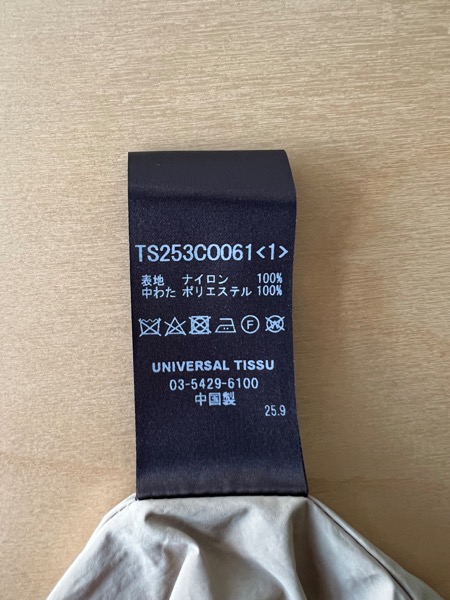 TS253CO061<1>
表地 ナイロン 100%
中わた ポリエステル 100%
F W
UNIVERSAL TISSU
03-5429-6100
中国製
25.9